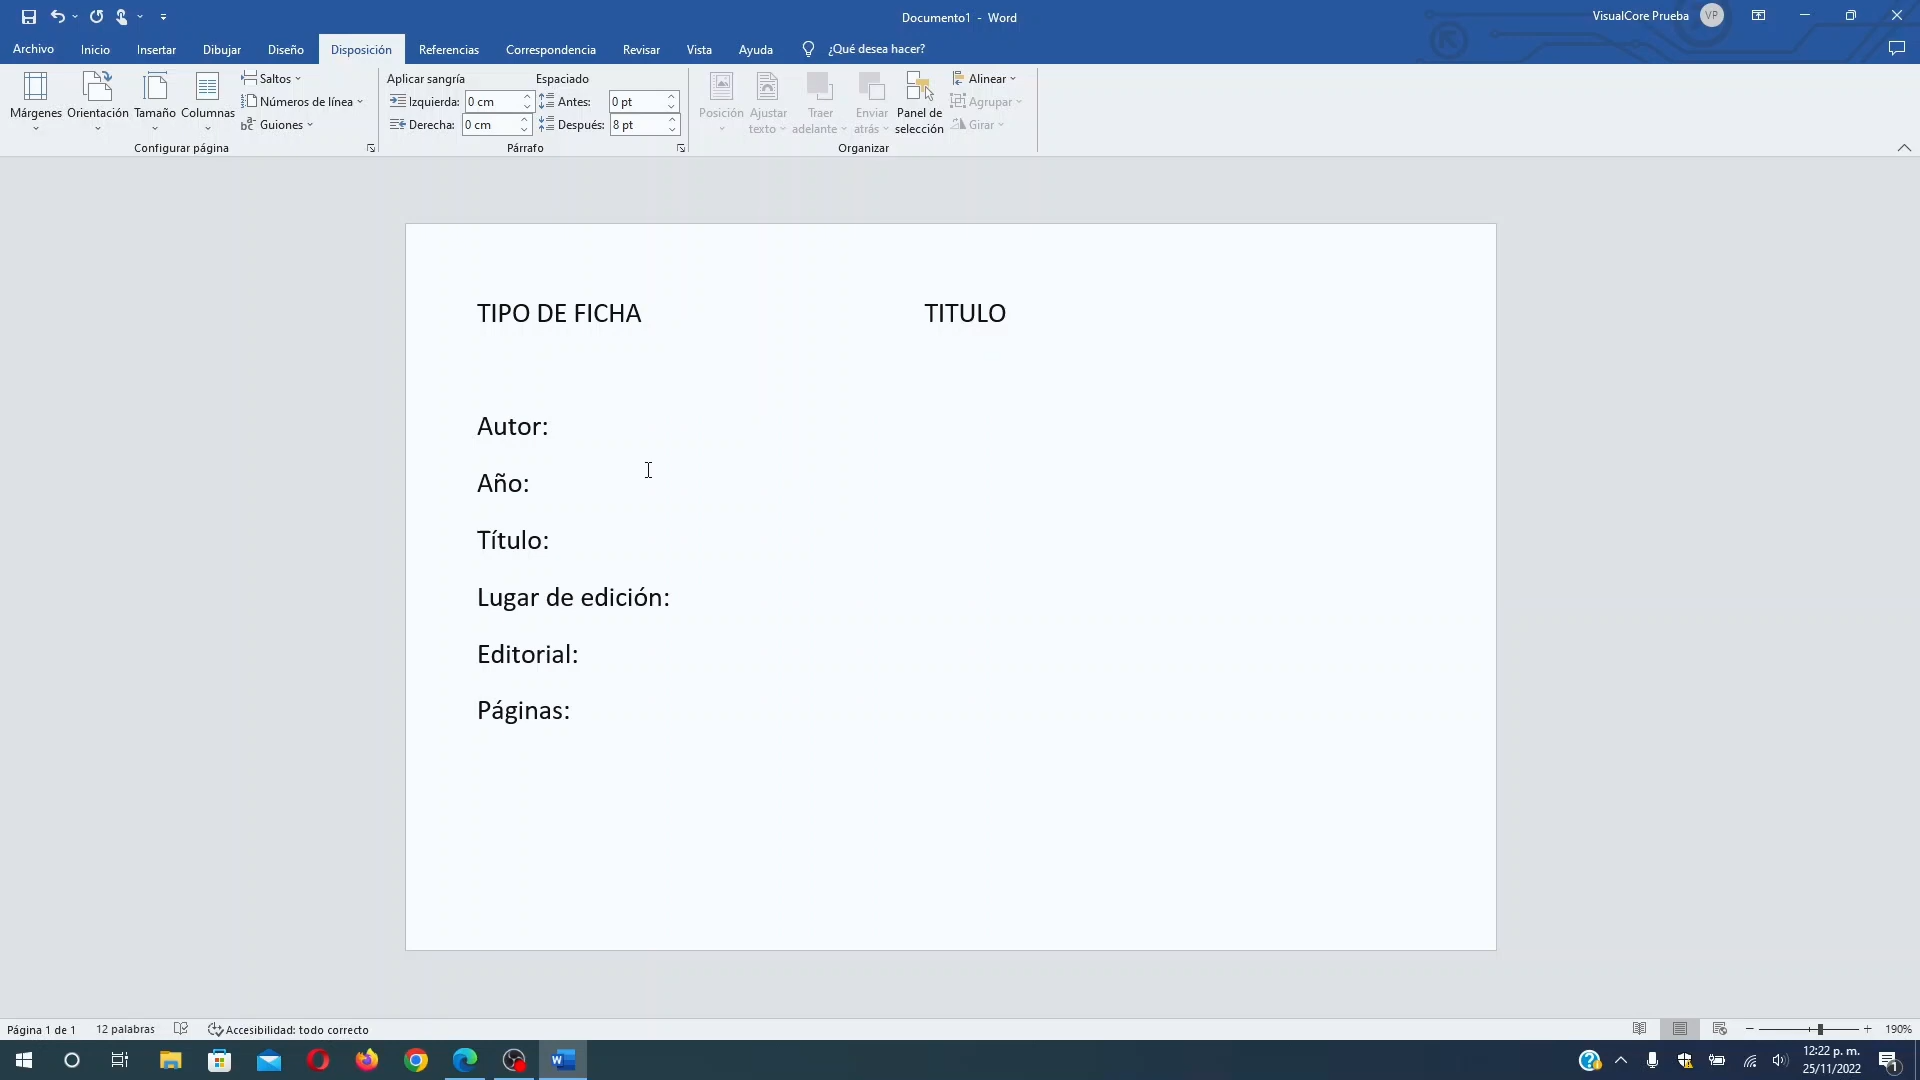 Documento1 - Word
VisualCore Prueba VP
Archivo Inicio Insertar Dibujar Diseño Disposición Referencias Correspondencia Revisar Vista Ayuda ¿Qué desea hacer?
Márgenes Orientación Tamaño Columnas
Saltos
Números de línea
Guiones
Configurar página
Aplicar sangría Espaciado
Izquierda: 0 cm Antes: 0 pt
Derecha: 0 cm Después: 8 pt
Párrafo
Posición Ajustar texto Traer adelante Enviar atrás Panel de selección
Alinear
Agrupar
Girar
Organizar
TIPO DE FICHA TITULO
Autor:
Año:
Título:
Lugar de edición:
Editorial:
Páginas:
Página 1 de 1 12 palabras Accesibilidad: todo correcto 190%
12:22 p. m.
25/11/2022
1